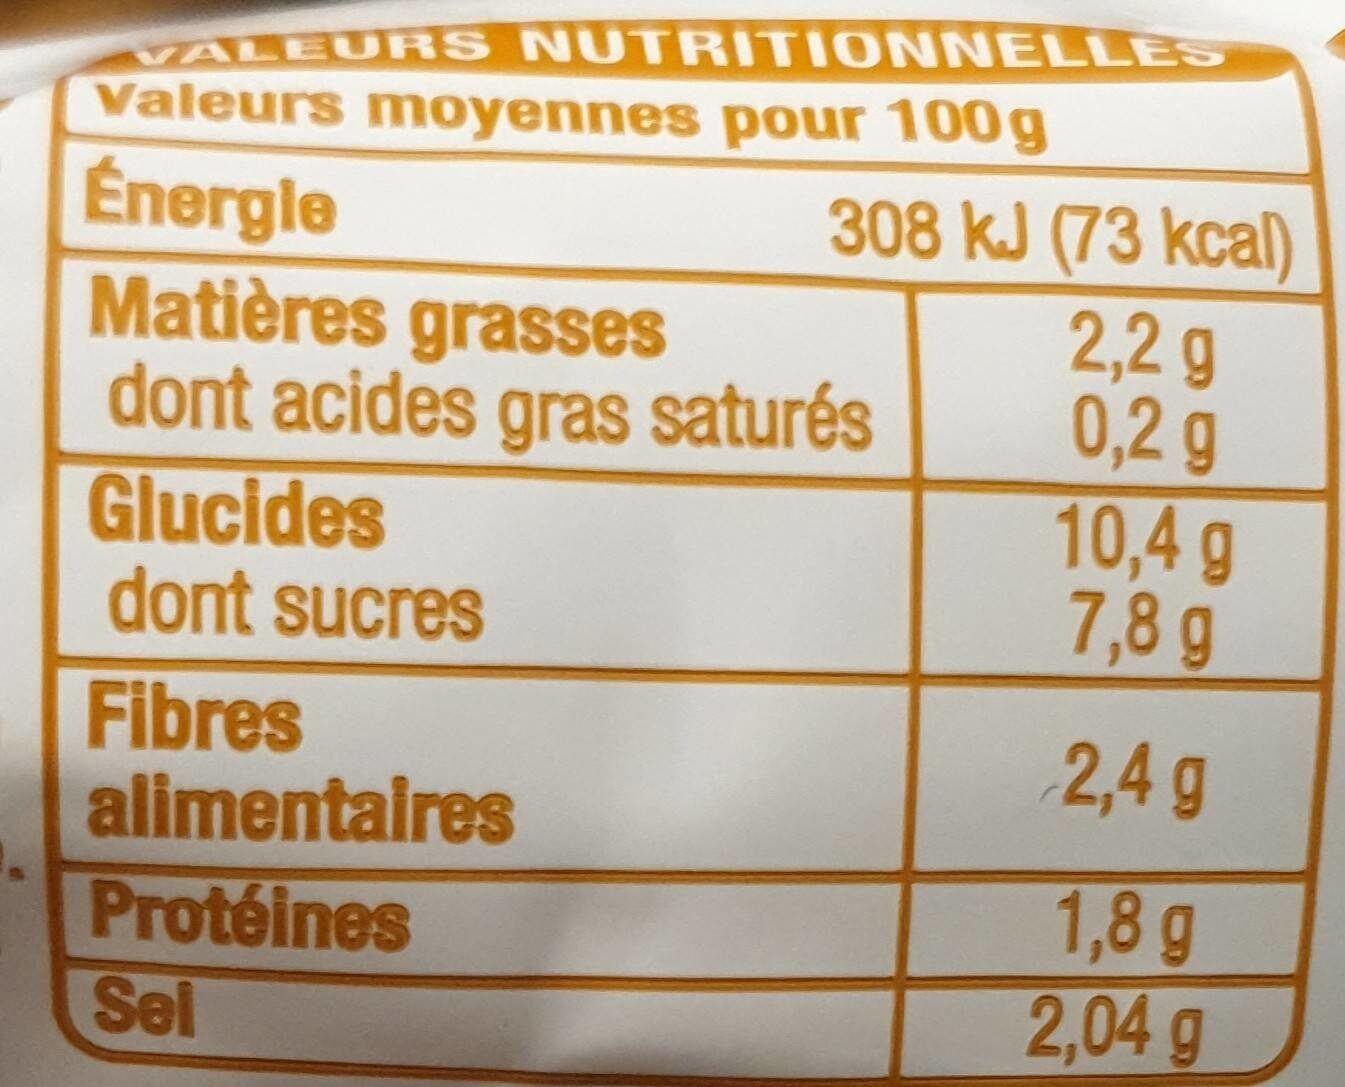 VALEURS NUTRITIONNELLES
Valeurs moyennes pour 100g
Énergie 308 kJ (73 kcal)
Matières grasses 2,2 g
dont acides gras saturés 0,2 g
Glucides 10,4 g
dont sucres 7,8 g
Fibres
alimentaires 2,4 g
Protéines 1,8 g
Sel 2,04 g